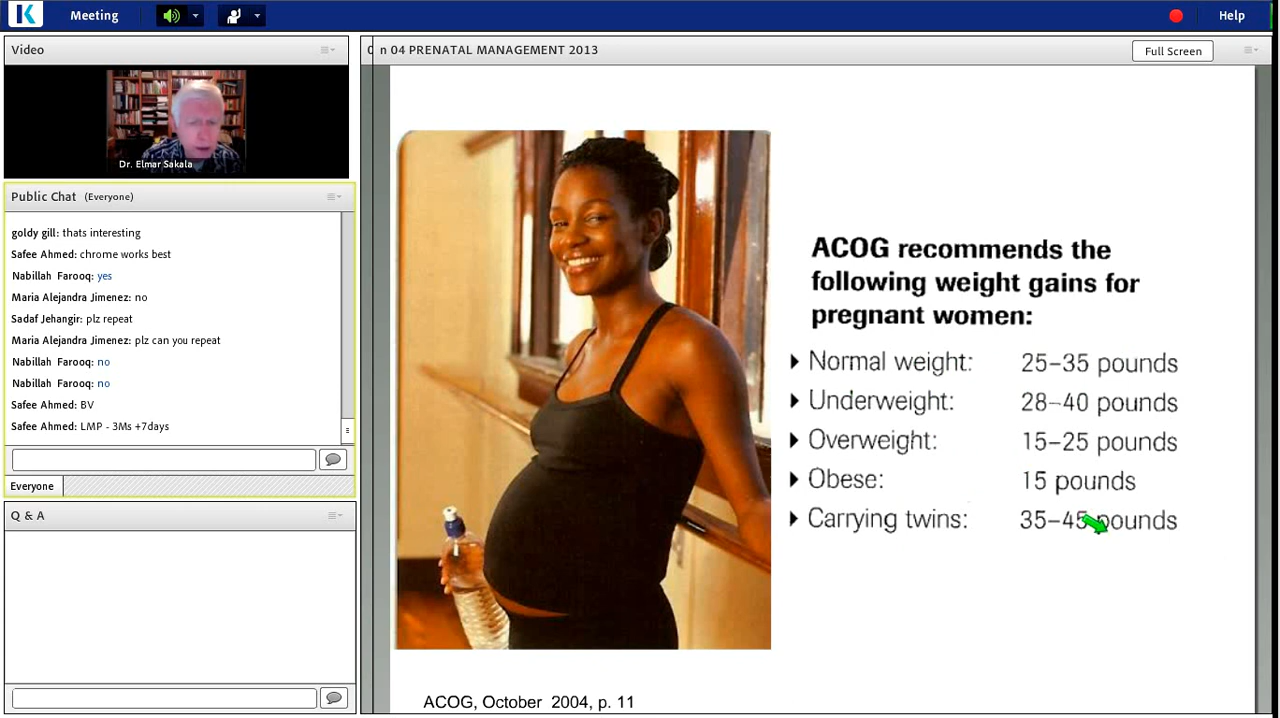 K
Meeting
Help
Video
Dr. Elmar Sakala
Public Chat (Everyone)
goldy gill: thats interesting
Safee Ahmed: chrome works best
Nabillah Farooq: yes
Maria Alejandra Jimenez: no
Sadaf Jehangir: plz repeat
Maria Alejandra Jimenez: plz can you repeat
Nabillah Farooq: no
Nabillah Farooq: no
Safee Ahmed: BV
Safee Ahmed: LMP - 3Ms +7days
Everyone
Q & A
n 04 PRENATAL MANAGEMENT 2013
Full Screen
ACOG recommends the
following weight gains for
pregnant women:
Normal weight: 25–35 pounds
Underweight: 28–40 pounds
Overweight: 15–25 pounds
Obese: 15 pounds
Carrying twins: 35–45 pounds
ACOG, October 2004, p. 11